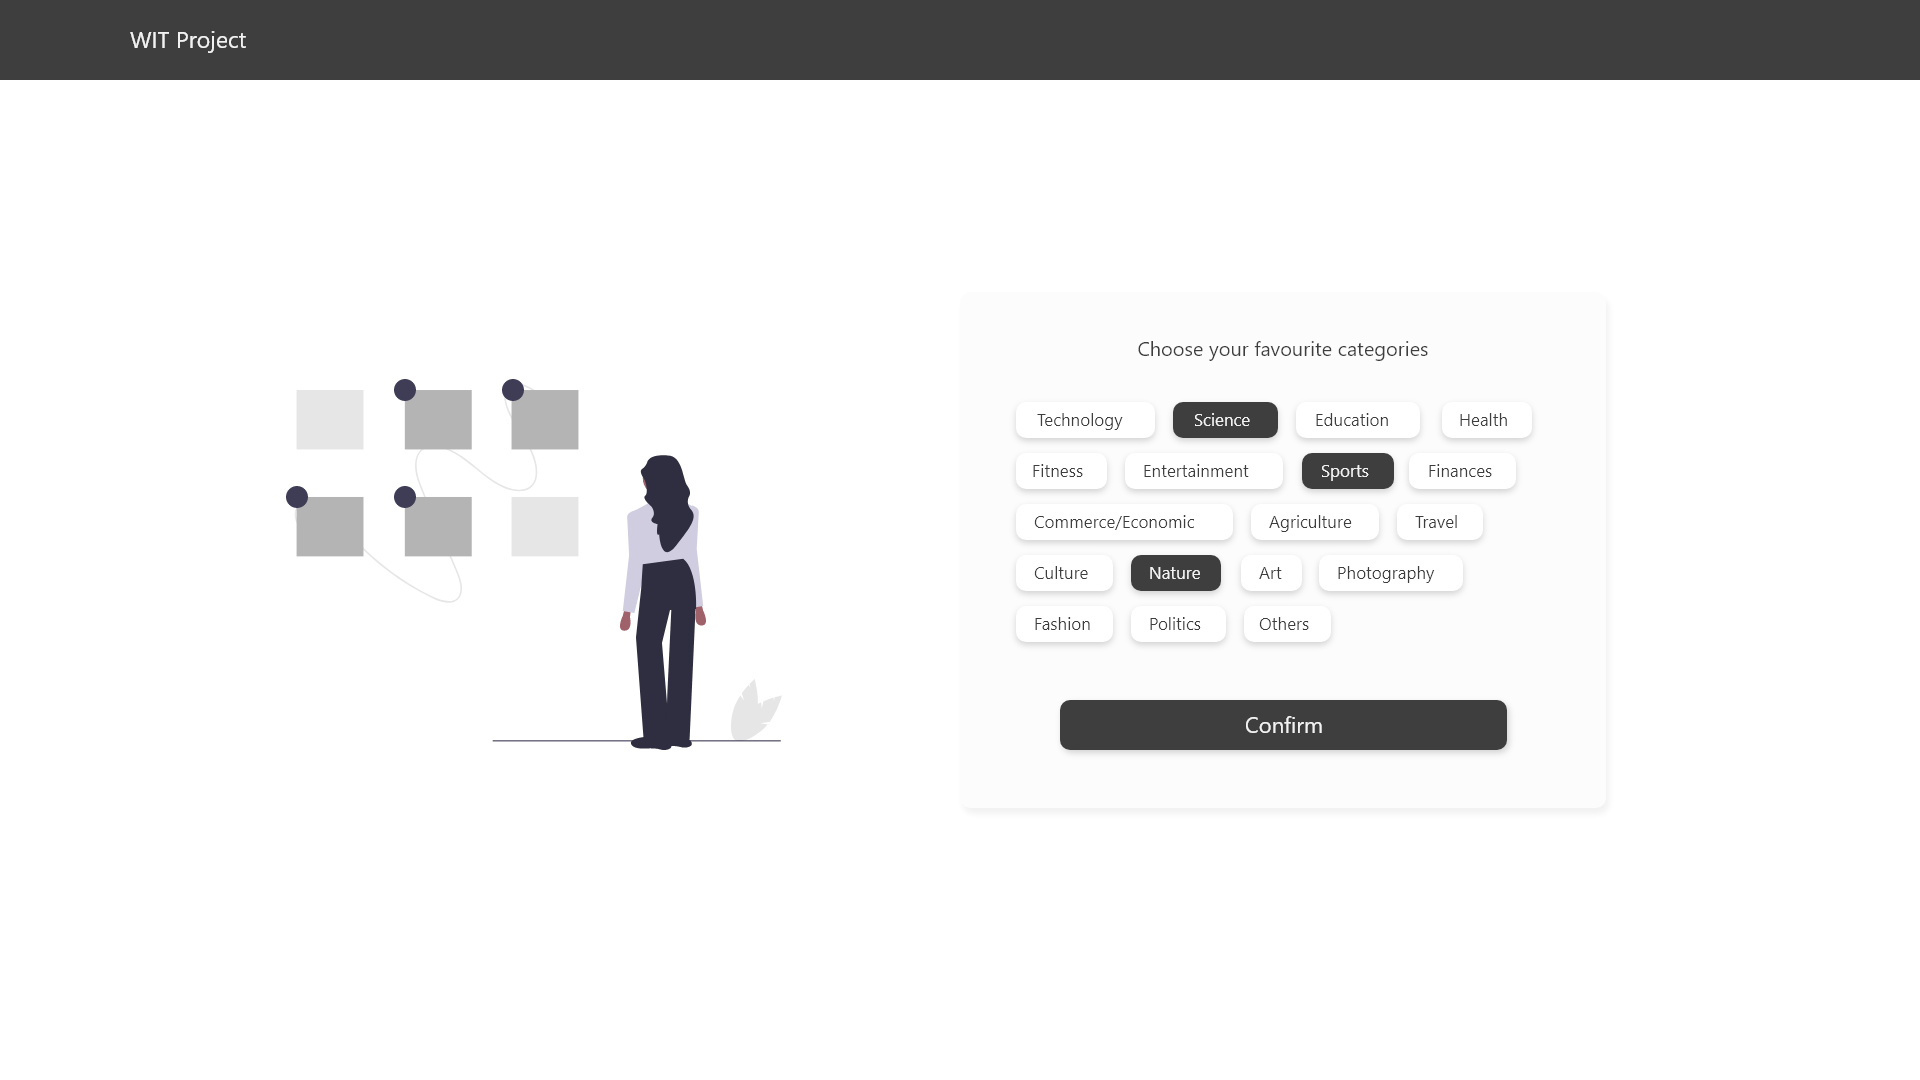 WIT Project
Choose your favourite categories
Technology Science Education Health
Fitness Entertainment Sports Finances
Commerce/Economic Agriculture Travel
Culture Nature Art Photography
Fashion Politics Others
Confirm